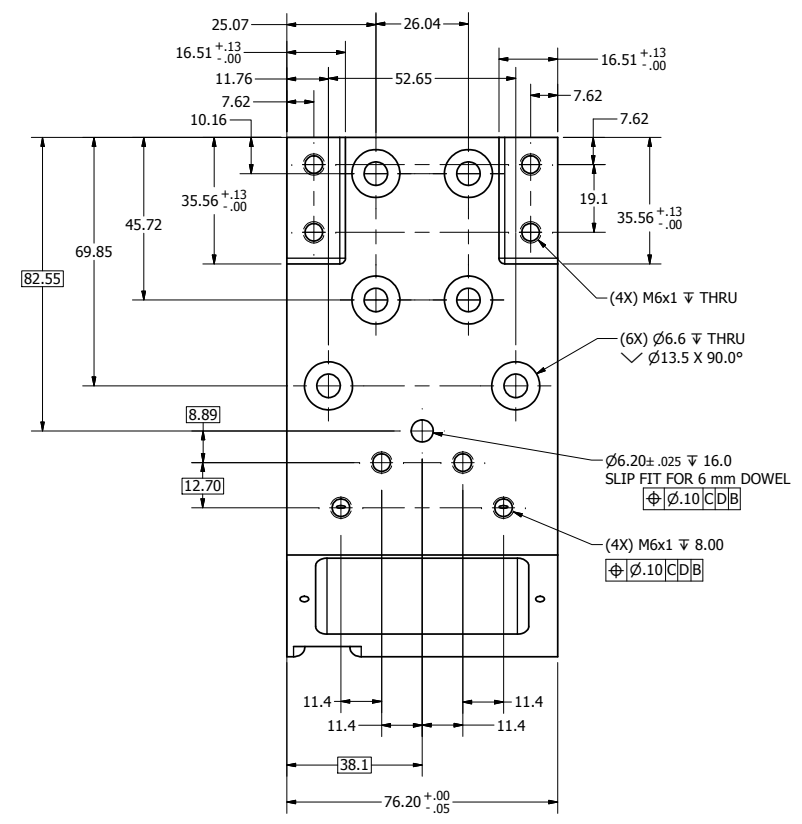 25.07
26.04
16.51 +.13 -.00
16.51 +.13 -.00
11.76
52.65
7.62
7.62
10.16
7.62
35.56 +.13 -.00
19.1
35.56 +.13 -.00
45.72
69.85
82.55
(4X) M6x1 ↧ THRU
(6X) Ø6.6 ↧ THRU
⌵ Ø13.5 X 90.0°
8.89
Ø6.20± .025 ↧ 16.0
SLIP FIT FOR 6 mm DOWEL
⌖ Ø.10 C D B
12.70
(4X) M6x1 ↧ 8.00
⌖ Ø.10 C D B
11.4
11.4
11.4
11.4
38.1
76.20 +.00 -.05